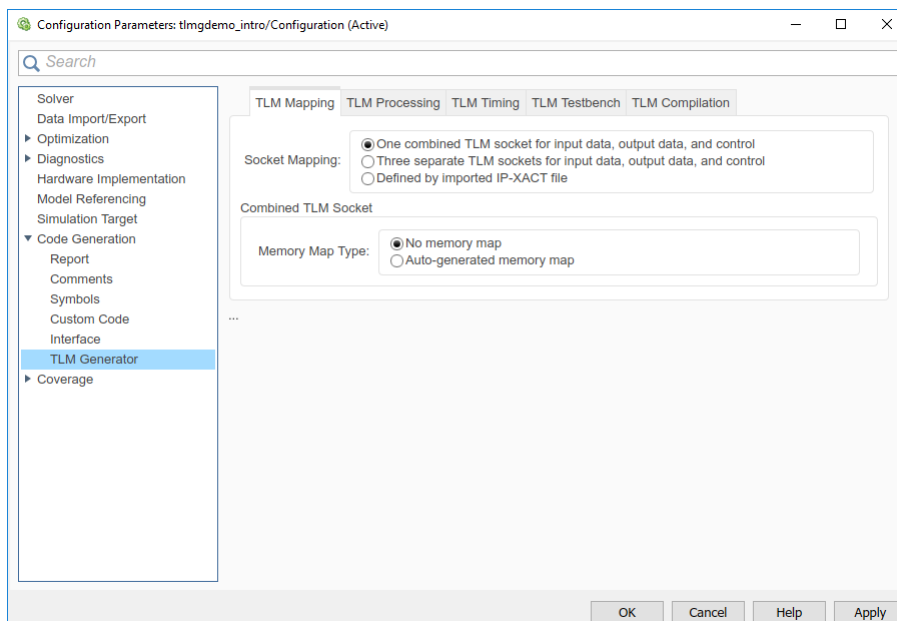 Configuration Parameters: tlmgdemo_intro/Configuration (Active)
Search
Solver
Data Import/Export
Optimization
Diagnostics
Hardware Implementation
Model Referencing
Simulation Target
Code Generation
Report
Comments
Symbols
Custom Code
Interface
TLM Generator
Coverage
TLM Mapping TLM Processing TLM Timing TLM Testbench TLM Compilation
Socket Mapping:
One combined TLM socket for input data, output data, and control
Three separate TLM sockets for input data, output data, and control
Defined by imported IP-XACT file
Combined TLM Socket
Memory Map Type:
No memory map
Auto-generated memory map
...
OK Cancel Help Apply